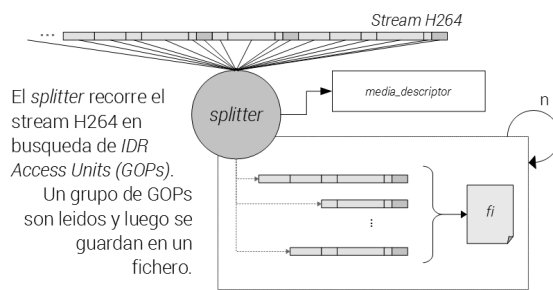 Stream H264
...
splitter
media_descriptor
n
El splitter recorre el
stream H264 en
busqueda de IDR
Access Units (GOPs).
Un grupo de GOPs
son leidos y luego se
guardan en un
fichero.
...
fi